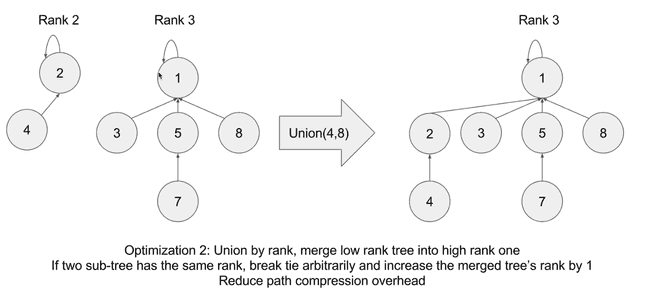 Rank 2
Rank 3
Rank 3
2
1
1
4
3
5
8
Union(4,8)
2
3
5
8
7
4
7
Optimization 2: Union by rank, merge low rank tree into high rank one
If two sub-tree has the same rank, break tie arbitrarily and increase the merged tree's rank by 1
Reduce path compression overhead